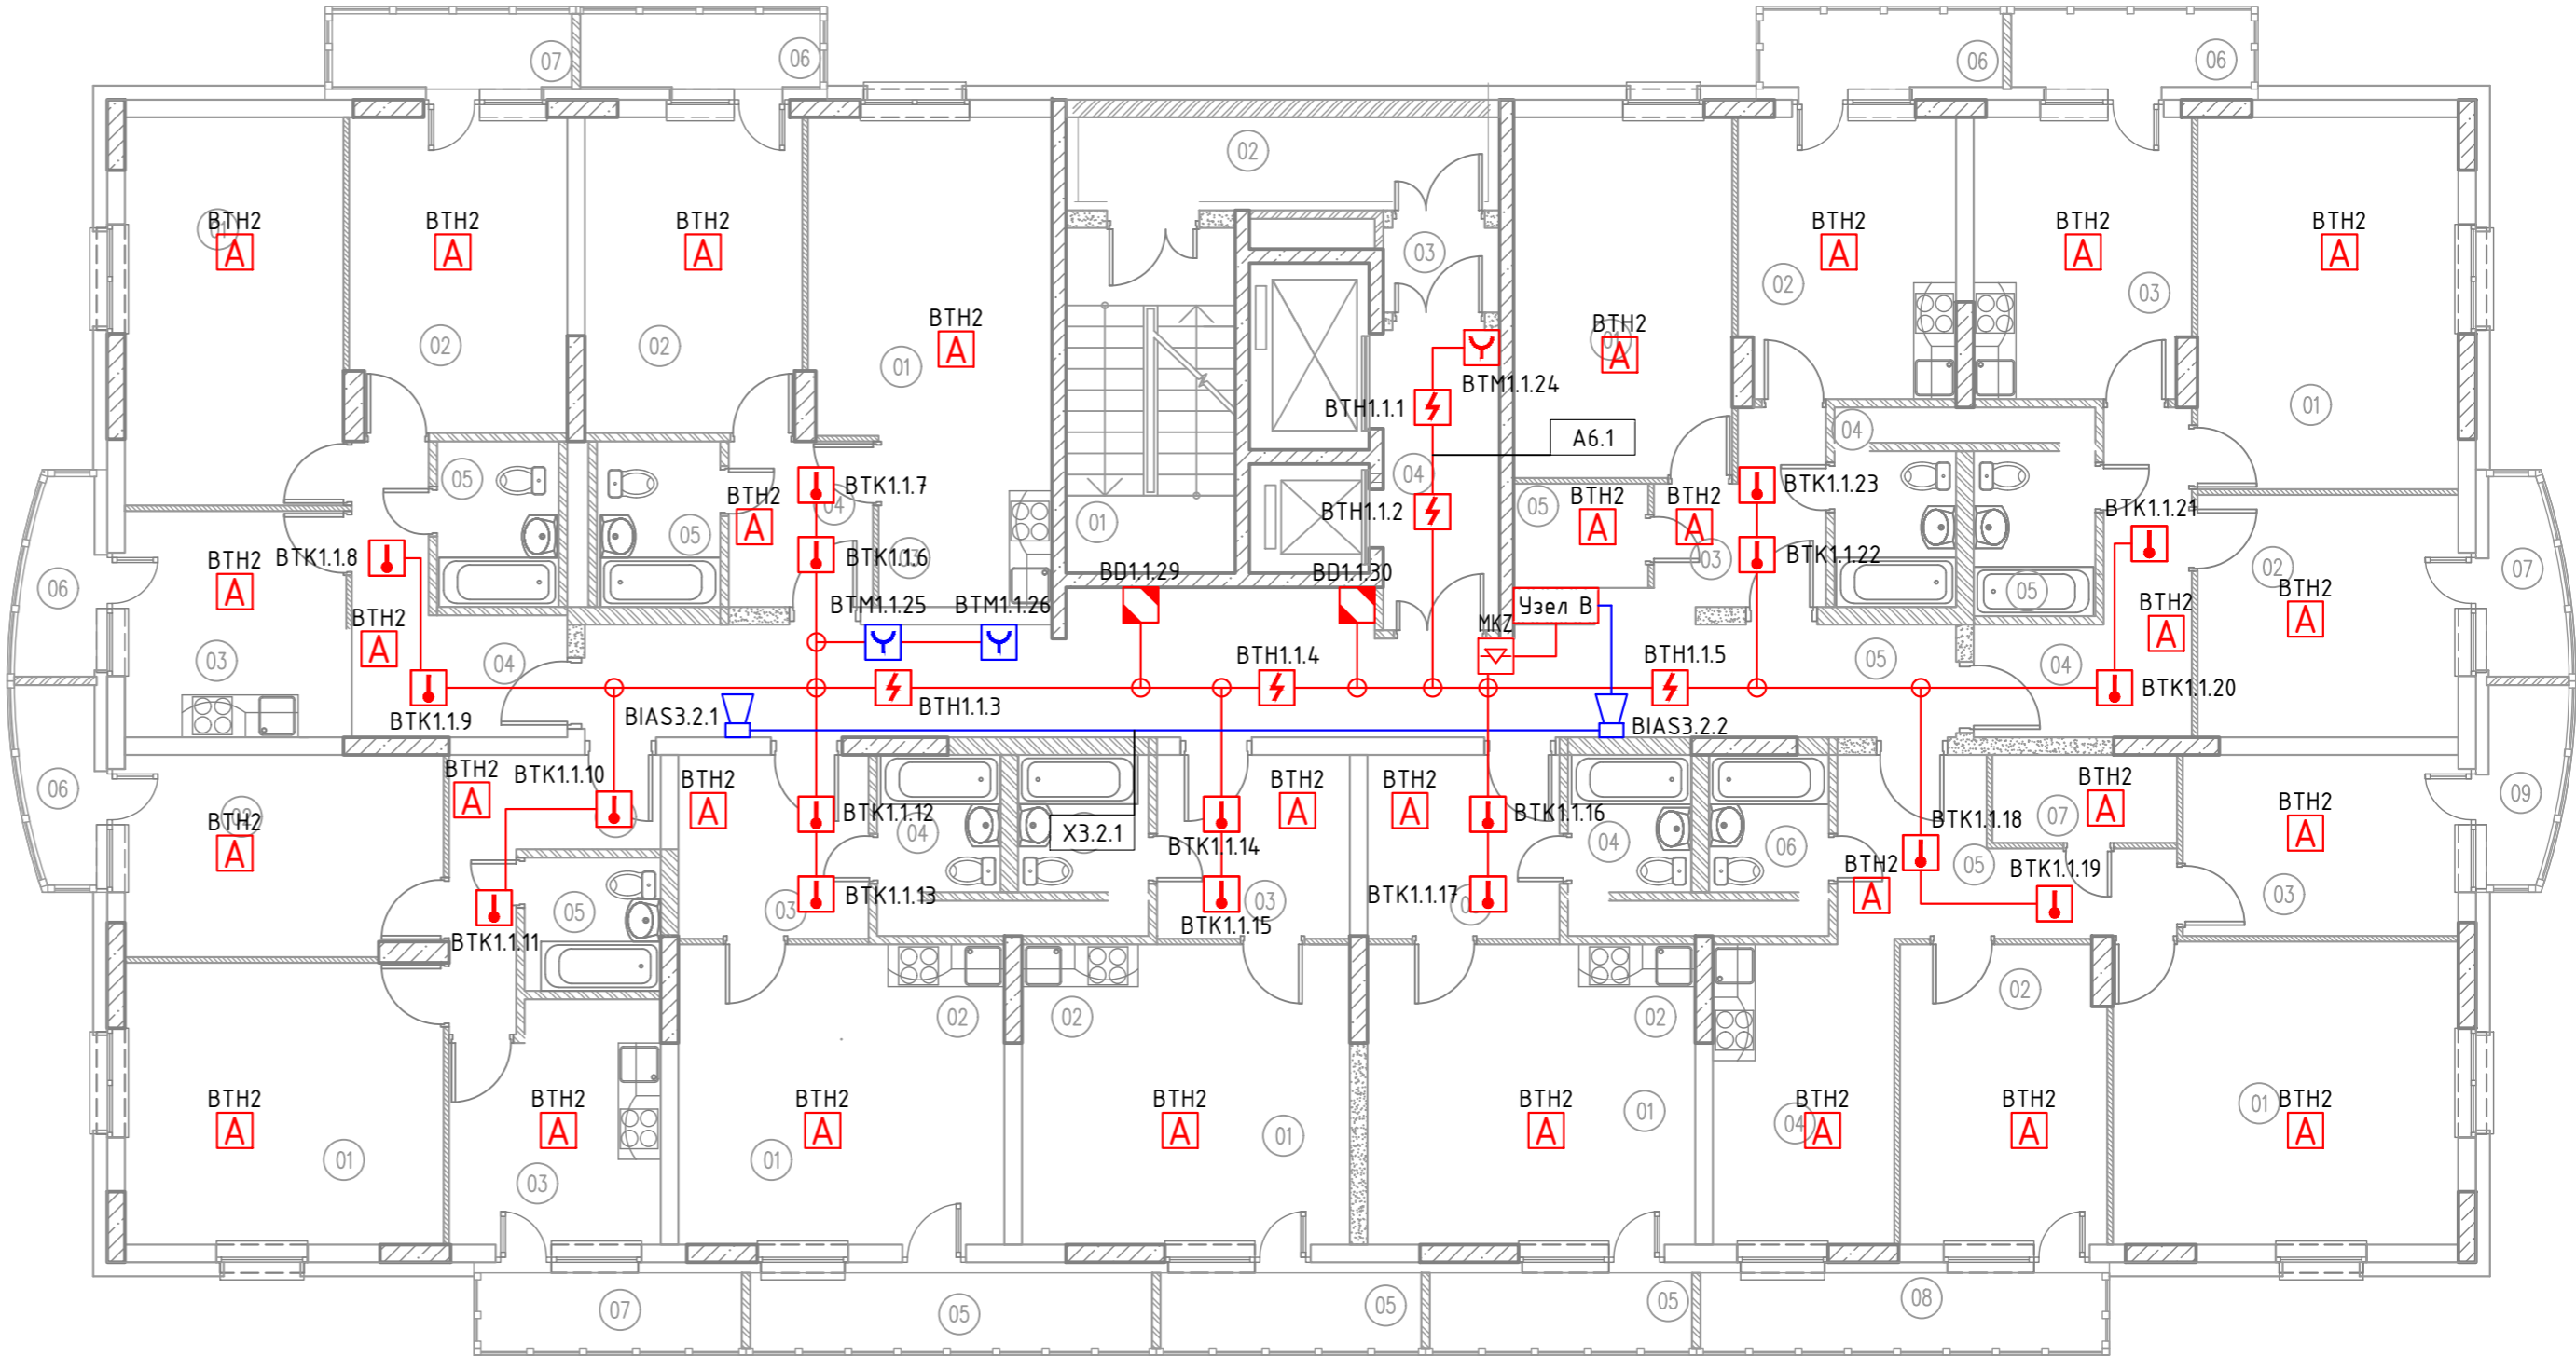 07
06
06
06
02
BTH2
01
A
BTH2
A
BTH2
A
BTH2
A
BTH2
A
BTH2
A
03
02
03
BTH2
A
BTH2
01
A
02
02
01
01
BTM1.1.24
BTH1.1.1
A6.1
04
05
BTK1.1.7
04
04
BTK1.1.23
BTH2
A
BTH2
A
BTH2
A
05
05
BTH1.1.2
01
BTK1.1.21
BTK1.1.8
BTK1.1.6
03
BTK1.1.22
03
02
07
BTH2
A
06
BD1.1.29
BD1.1.30
05
BTH2
A
BTM1.1.25
BTM1.1.26
Узел В
MKZ
BTH2
A
BTH2
A
03
04
BTH1.1.4
BTH1.1.5
05
04
BTK1.1.9
BIAS3.2.1
BTH1.1.3
BIAS3.2.2
BTK1.1.20
06
BTH2
A
BTK1.1.10
BTH2
A
BTH2
A
BTH2
A
BTH2
A
BTH2
A
09
BTK1.1.12
BTK1.1.16
BTK1.1.18
07
BTH2
A
04
X3.2.1
BTK1.1.14
04
06
BTH2
A
05
BTK1.1.19
05
BTK1.1.11
03
BTK1.1.13
03
BTK1.1.15
BTK1.1.17
03
02
02
02
02
BTH2
A
BTH2
A
BTH2
A
BTH2
A
BTH2
A
BTH2
04
A
BTH2
A
01
BTH2
A
01
03
01
01
01
07
05
05
05
08